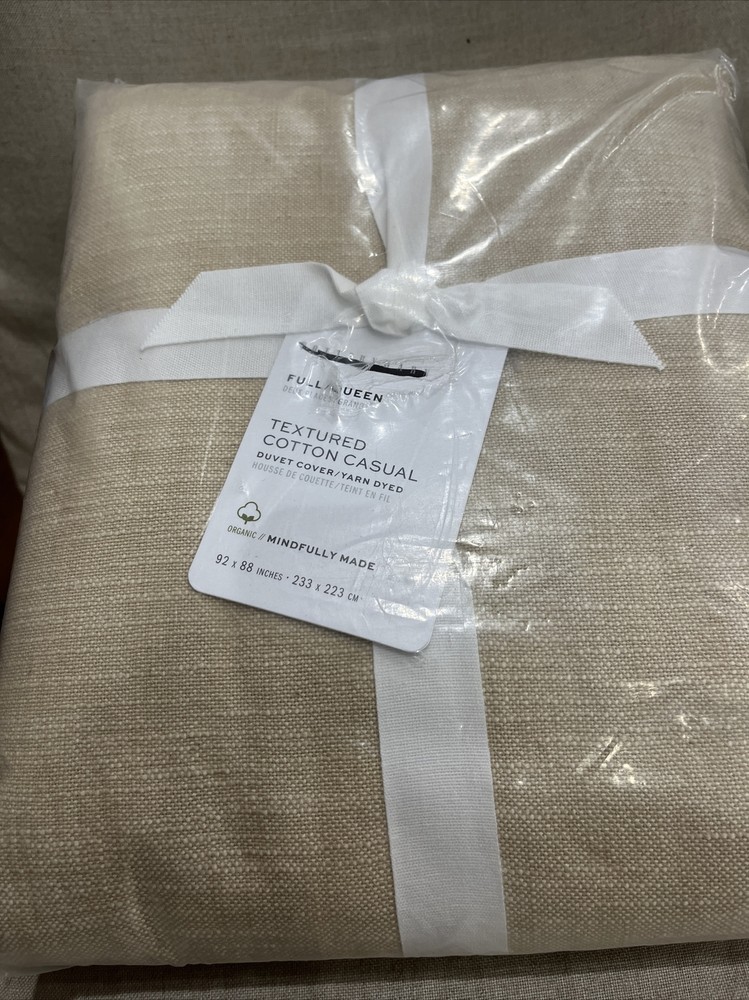 FULL/QUEEN
TEXTURED
COTTON CASUAL
DUVET COVER/YARN DYED
HOUSSE DE COUETTE/TEINT EN FIL
ORGANIC // MINDFULLY MADE
92 x 88 INCHES · 233 x 223 CM